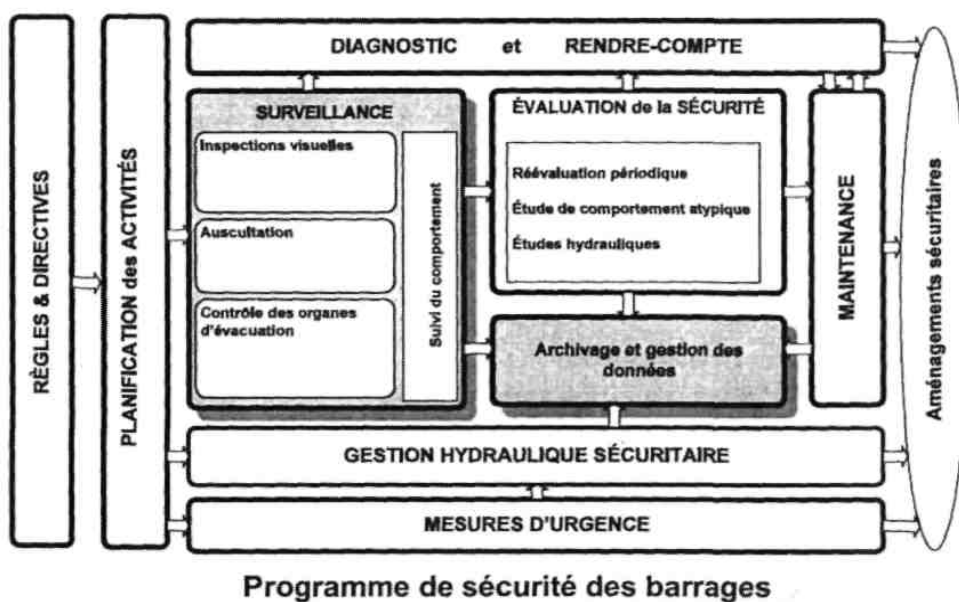 RÈGLES & DIRECTIVES
PLANIFICATION des ACTIVITÉS
DIAGNOSTIC et RENDRE-COMPTE
SURVEILLANCE
Inspections visuelles
Auscultation
Contrôle des organes
d'évacuation
Suivi du comportement
ÉVALUATION de la SÉCURITÉ
Réévaluation périodique
Étude de comportement atypique
Études hydrauliques
Archivage et gestion des
données
MAINTENANCE
Aménagements sécuritaires
GESTION HYDRAULIQUE SÉCURITAIRE
MESURES D'URGENCE
Programme de sécurité des barrages